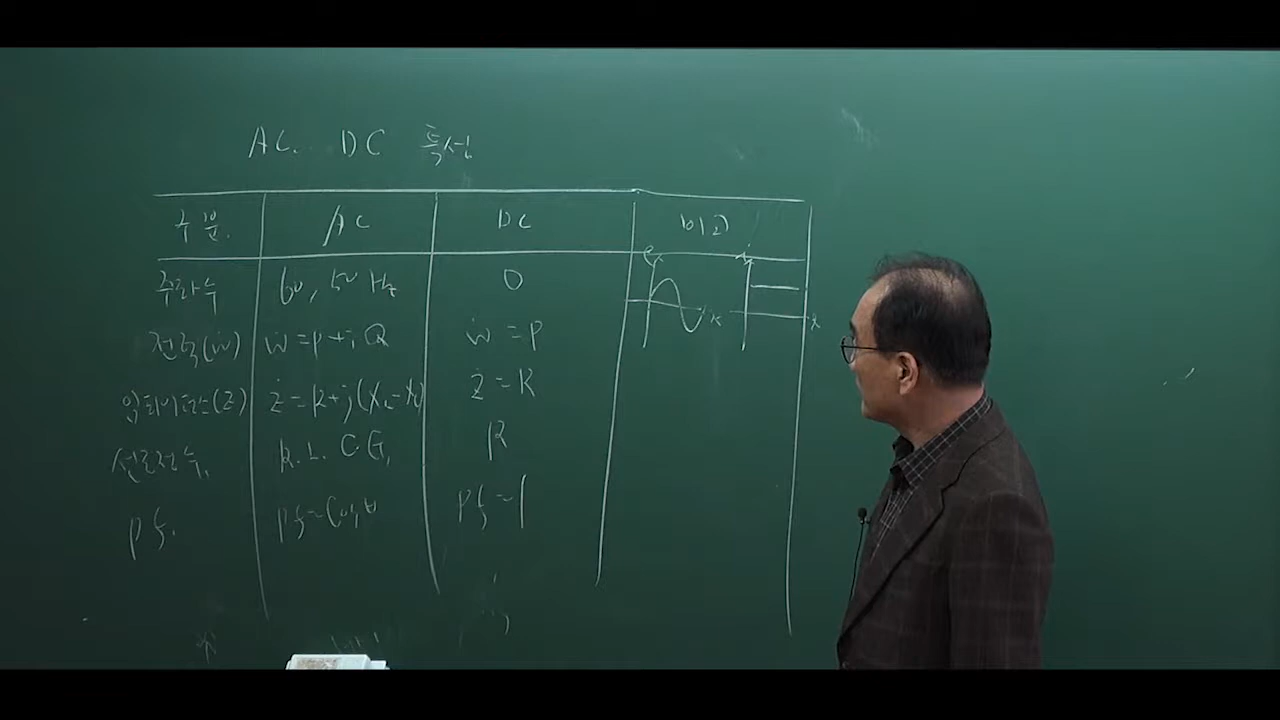 AC. DC 특성
구분. AC DC 비고
주파수 60, 50 Hz 0
전력(Ẇ) Ẇ = P + jQ Ẇ = P
임피던스(Z) Ż = R + j(XL - Xc) Ż = R
선로정수. R. L. C. G. R
Pf. Pf = Cosθ Pf = 1